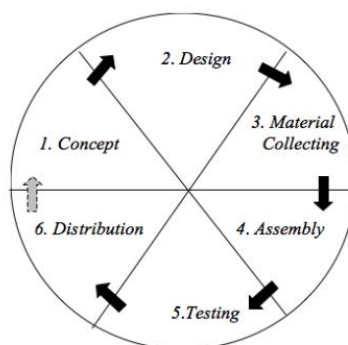 2. Design
1. Concept
3. Material
Collecting
6. Distribution
4. Assembly
5.Testing